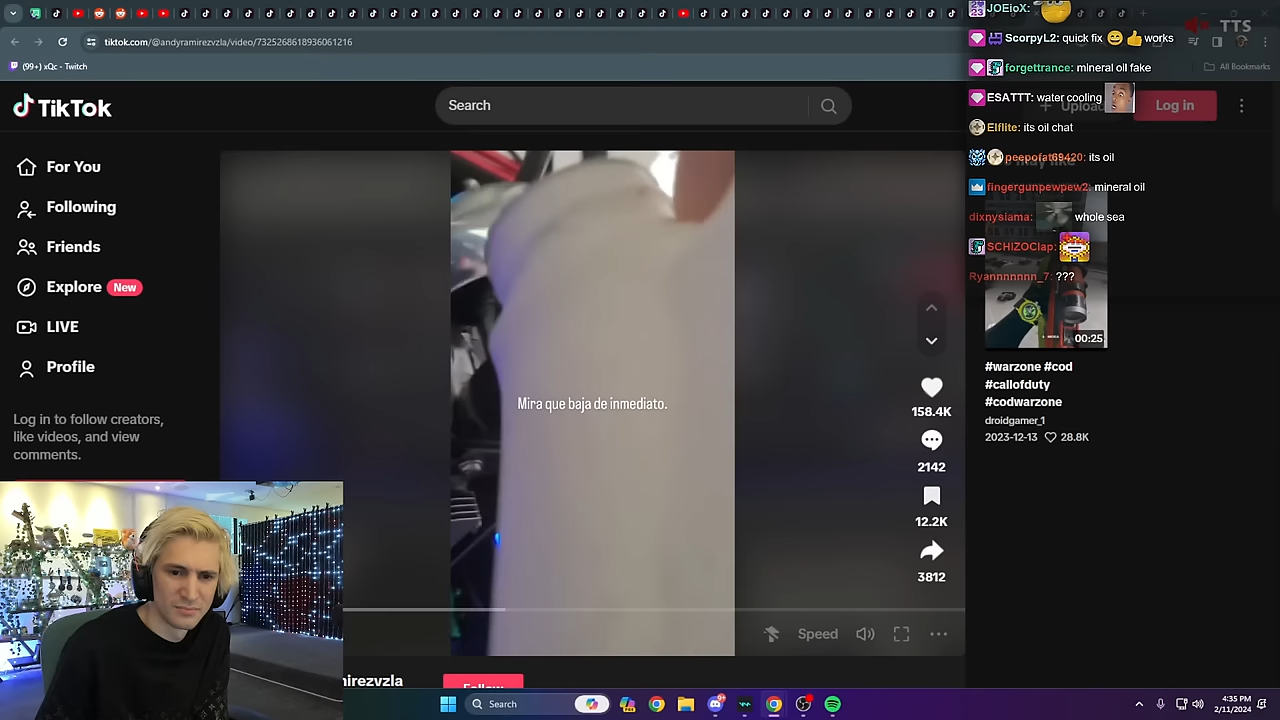 tiktok.com/@andyramirezvzla/video/7325268618936061216
(99+) xQc - Twitch
All Bookmarks
TikTok
Search
Upload
Log in
For You
Following
Friends
Explore New
LIVE
Profile
Log in to follow creators,
like videos, and view
comments.
Mira que baja de inmediato.
158.4K
2142
12.2K
3812
Speed
mirezvzla
Follow
TTS
JOEioX:
ScorpyL2: quick fix 😄 👍 works
forgettrance: mineral oil fake
ESATTT: water cooling
Elflite: its oil chat
peepofat69420: its oil
may like
fingergunpewpew2: mineral oil
dixnysiama: whole sea
SCHIZOClap:
Ryannnnnnn_7: ???
00:25
#warzone #cod
#callofduty
#codwarzone
droidgamer_1
2023-12-13 28.8K
Search
4:35 PM
2/11/2024